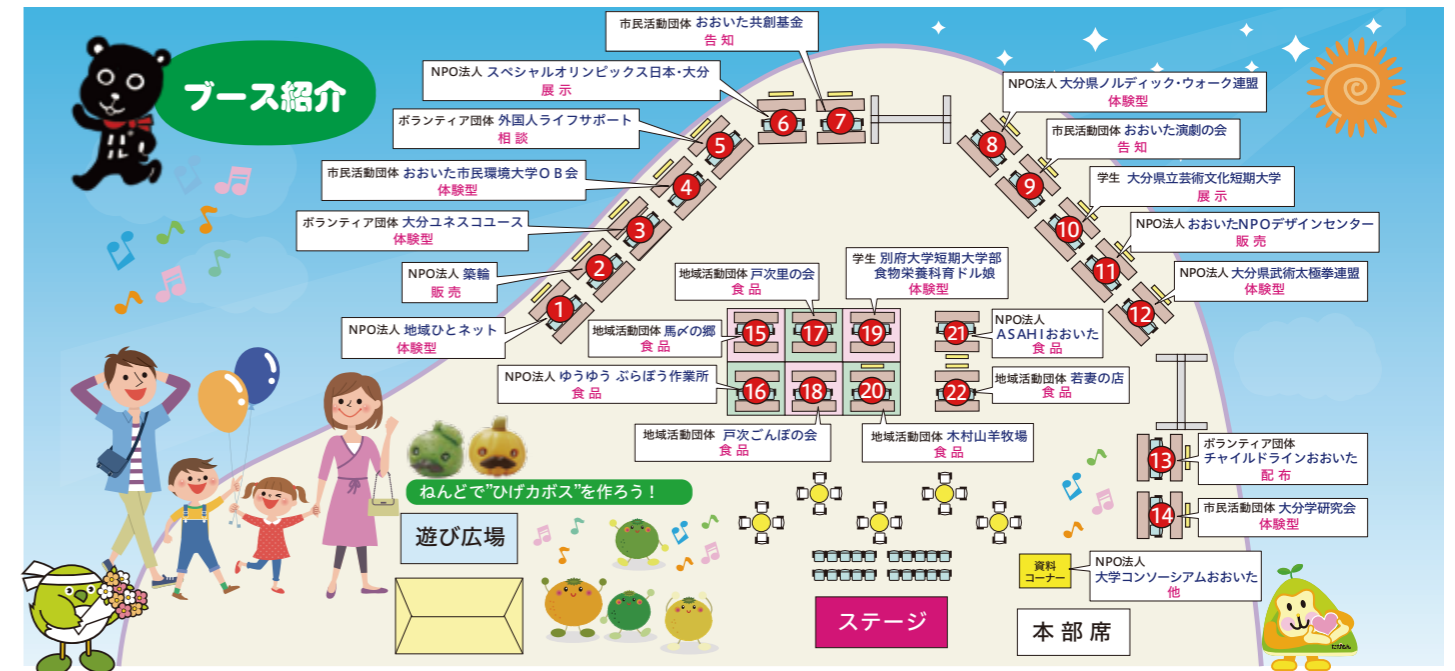 ブース紹介
市民活動団体 おおいた共創基金
告 知
7
NPO法人 スペシャルオリンピックス日本・大分
展 示
6
ボランティア団体 外国人ライフサポート
相 談
5
市民活動団体 おおいた市民環境大学ＯＢ会
体験型
4
ボランティア団体 大分ユネスコユース
体験型
3
NPO法人 築輪
販 売
2
NPO法人 地域ひとネット
体験型
1
NPO法人 大分県ノルディック・ウォーク連盟
体験型
8
市民活動団体 おおいた演劇の会
告 知
9
学生 大分県立芸術文化短期大学
展 示
10
NPO法人 おおいたNPOデザインセンター
販 売
11
NPO法人 大分県武術太極拳連盟
体験型
12
地域活動団体 戸次里の会
食 品
17
学生 別府大学短期大学部
食物栄養科育ドル娘
体験型
19
地域活動団体 馬〆の郷
食 品
15
NPO法人
ＡＳＡＨＩおおいた
食 品
21
NPO法人 ゆうゆう ぶらぼう作業所
食 品
16
18
20
22
地域活動団体 若妻の店
食 品
地域活動団体 戸次ごんぼの会
食 品
地域活動団体 木村山羊牧場
食 品
13
ボランティア団体
チャイルドラインおおいた
配 布
14
市民活動団体 大分学研究会
体験型
ねんどで”ひげカボス”を作ろう！
遊び広場
資料
コーナー
NPO法人
大学コンソーシアムおおいた
他
ステージ
本 部 席